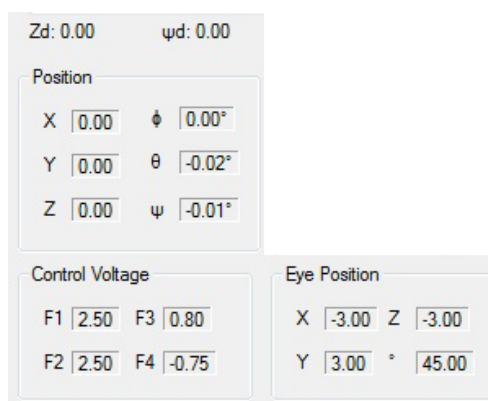 Zd: 0.00 ψd: 0.00
Position
X 0.00 ϕ 0.00°
Y 0.00 θ -0.02°
Z 0.00 ψ -0.01°
Control Voltage
F1 2.50 F3 0.80
F2 2.50 F4 -0.75
Eye Position
X -3.00 Z -3.00
Y 3.00 ° 45.00